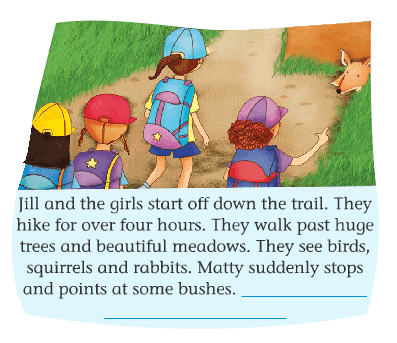 Jill and the girls start off down the trail. They
hike for over four hours. They walk past huge
trees and beautiful meadows. They see birds,
squirrels and rabbits. Matty suddenly stops
and points at some bushes.